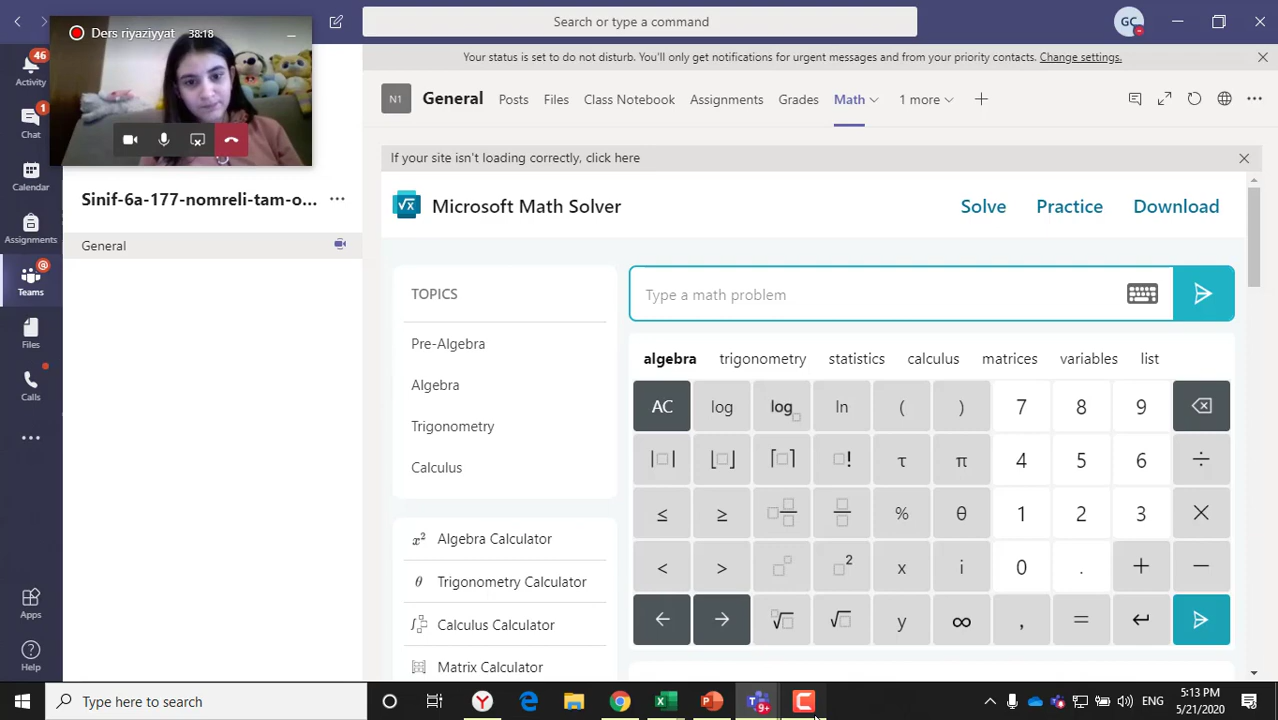 Search or type a command
GC
Ders riyaziyyat 38:18
46
Activity
1
Chat
Calendar
Assignments
Teams
Files
Calls
Apps
Help
Sinif-6a-177-nomreli-tam-o...
General
Your status is set to do not disturb. You'll only get notifications for urgent messages and from your priority contacts. Change settings.
N1 General Posts Files Class Notebook Assignments Grades Math 1 more
If your site isn't loading correctly, click here
√x Microsoft Math Solver Solve Practice Download
TOPICS
Pre-Algebra
Algebra
Trigonometry
Calculus
x² Algebra Calculator
θ Trigonometry Calculator
Calculus Calculator
Matrix Calculator
Type a math problem
algebra trigonometry statistics calculus matrices variables list
AC log log□ ln ( ) 7 8 9
|□| ⌊□⌋ ⌈□⌉ □! τ π 4 5 6 ÷
≤ ≥ □□/□ □/□ % θ 1 2 3 ×
< > □^□ □² x i 0 . + −
← → □√□ √□ y ∞ , = ↵
Type here to search
9+
ENG
5:13 PM
5/21/2020